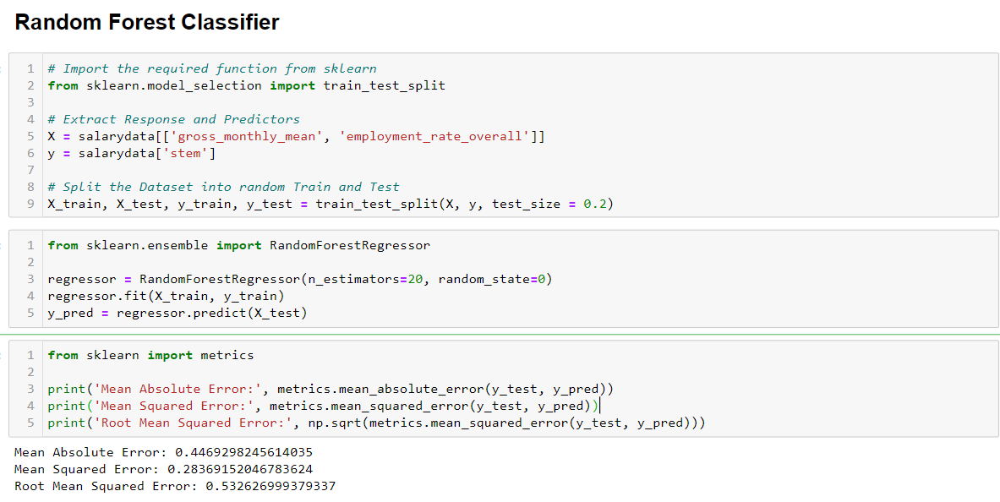 Random Forest Classifier
1 # Import the required function from sklearn
2 from sklearn.model_selection import train_test_split
3
4 # Extract Response and Predictors
5 X = salarydata[['gross_monthly_mean', 'employment_rate_overall']]
6 y = salarydata['stem']
7
8 # Split the Dataset into random Train and Test
9 X_train, X_test, y_train, y_test = train_test_split(X, y, test_size = 0.2)
1 from sklearn.ensemble import RandomForestRegressor
2
3 regressor = RandomForestRegressor(n_estimators=20, random_state=0)
4 regressor.fit(X_train, y_train)
5 y_pred = regressor.predict(X_test)
1 from sklearn import metrics
2
3 print('Mean Absolute Error:', metrics.mean_absolute_error(y_test, y_pred))
4 print('Mean Squared Error:', metrics.mean_squared_error(y_test, y_pred))
5 print('Root Mean Squared Error:', np.sqrt(metrics.mean_squared_error(y_test, y_pred)))
Mean Absolute Error: 0.4469298245614035
Mean Squared Error: 0.28369152046783624
Root Mean Squared Error: 0.532626999379337